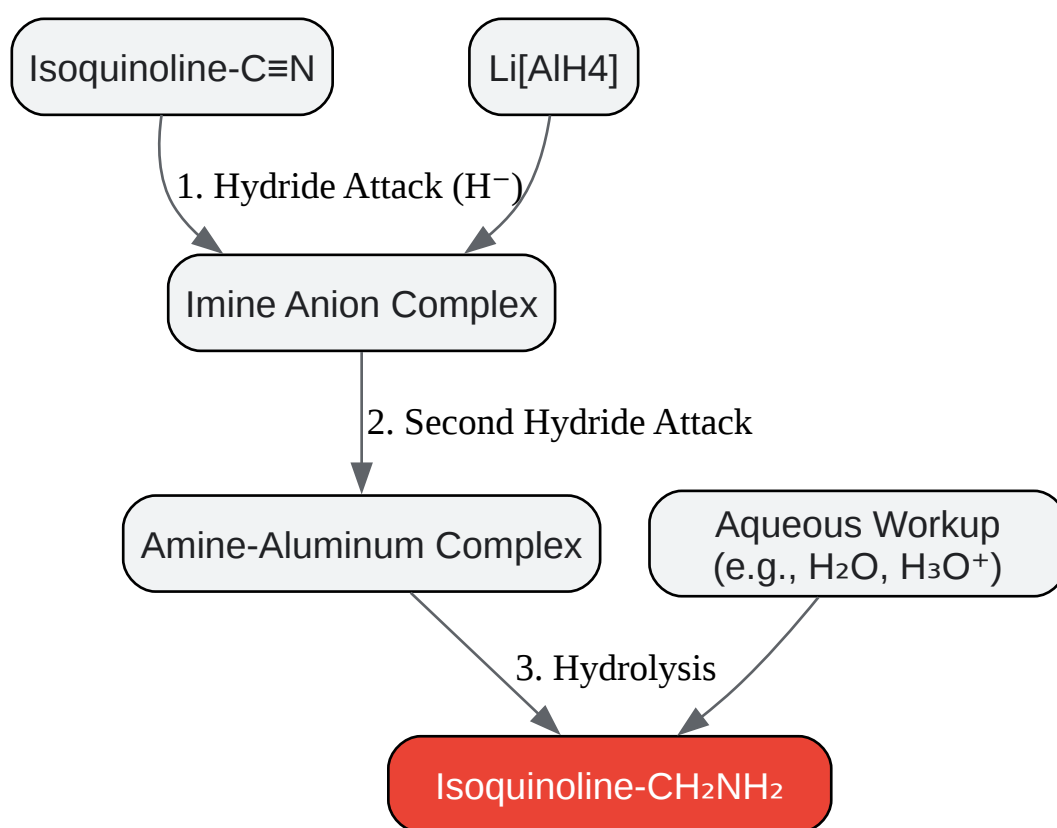 Isoquinoline-C≡N
Li[AlH4]
1. Hydride Attack (H⁻)
Imine Anion Complex
2. Second Hydride Attack
Amine-Aluminum Complex
Aqueous Workup
(e.g., H₂O, H₃O⁺)
3. Hydrolysis
Isoquinoline-CH₂NH₂